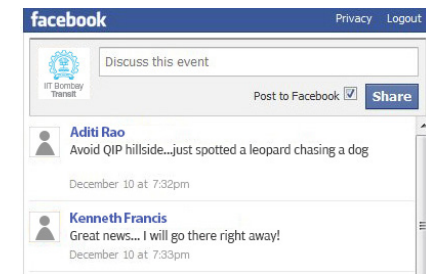 facebook
Privacy Logout
Discuss this event
IIT Bombay
Transit
Post to Facebook
Share
Aditi Rao
Avoid QIP hillside...just spotted a leopard chasing a dog
December 10 at 7:32pm
Kenneth Francis
Great news... I will go there right away!
December 10 at 7:33pm